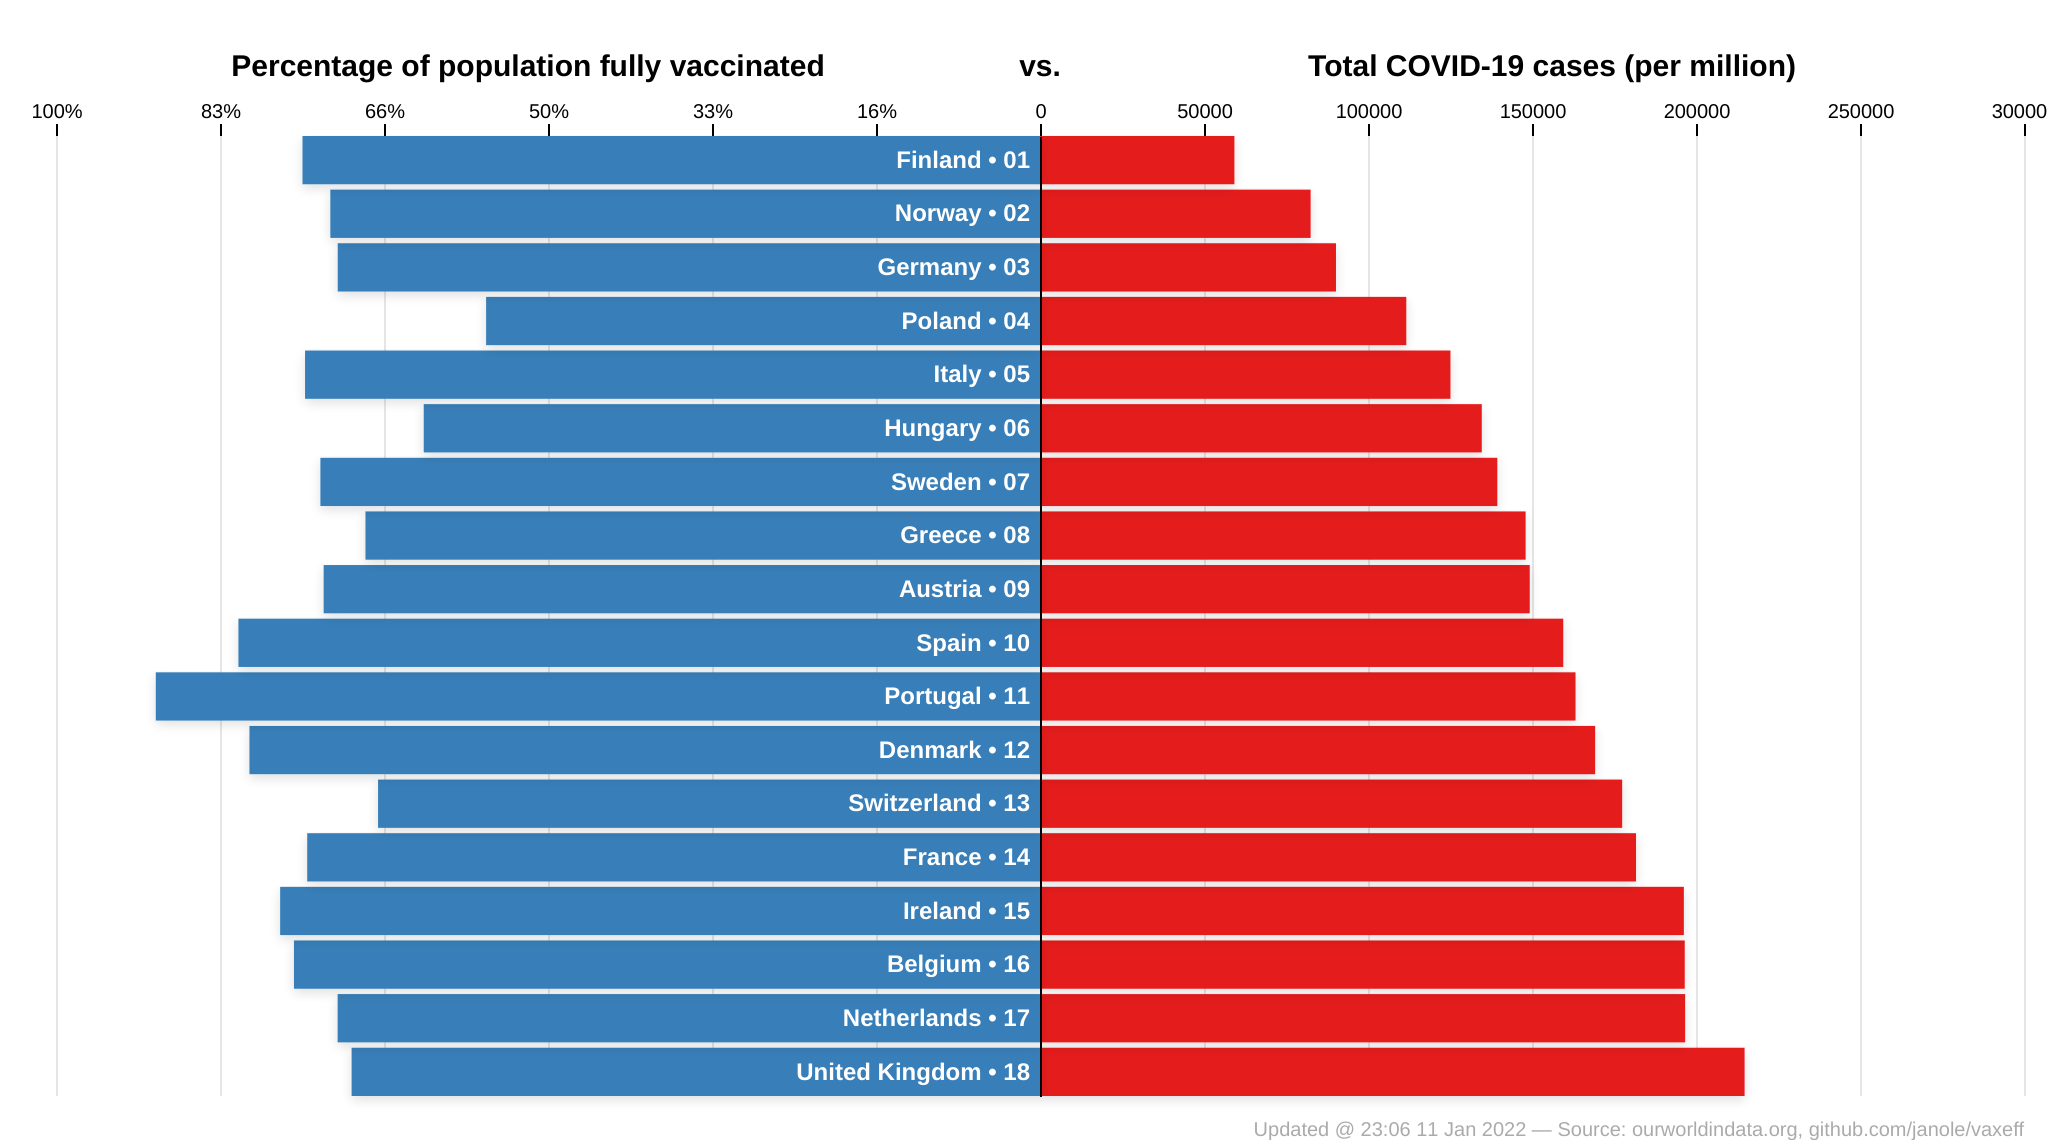 Percentage of population fully vaccinated vs. Total COVID-19 cases (per million)
100% 83% 66% 50% 33% 16% 0 50000 100000 150000 200000 250000 30000
Finland • 01
Norway • 02
Germany • 03
Poland • 04
Italy • 05
Hungary • 06
Sweden • 07
Greece • 08
Austria • 09
Spain • 10
Portugal • 11
Denmark • 12
Switzerland • 13
France • 14
Ireland • 15
Belgium • 16
Netherlands • 17
United Kingdom • 18
Updated @ 23:06 11 Jan 2022 — Source: ourworldindata.org, github.com/janole/vaxeff